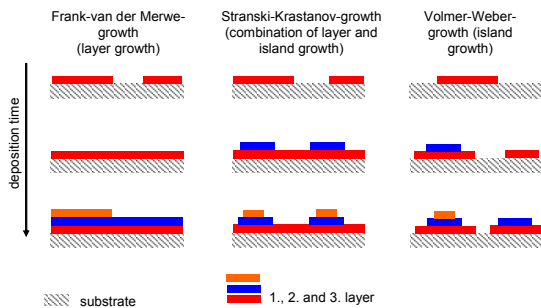 Frank-van der Merwe-
growth
(layer growth)
Stranski-Krastanov-growth
(combination of layer and
island growth)
Volmer-Weber-
growth (island
growth)
deposition time
substrate
1., 2. and 3. layer